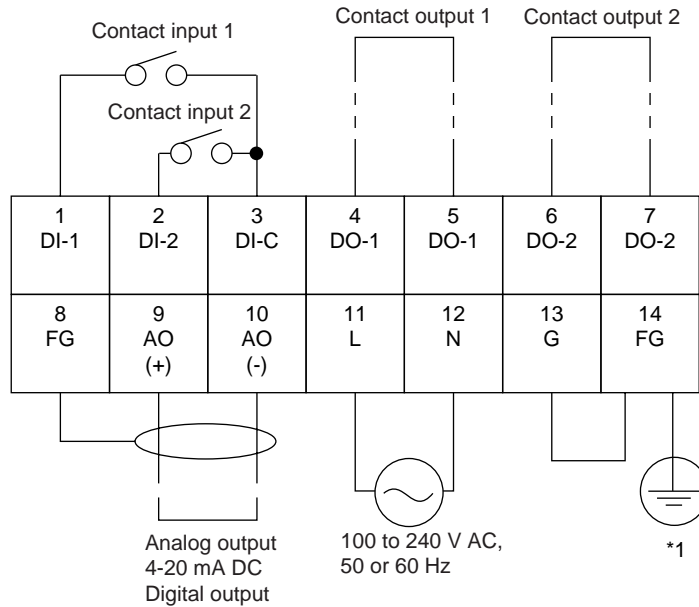 Contact input 1
Contact output 1
Contact output 2
Contact input 2
1 2 3 4 5 6 7
DI-1 DI-2 DI-C DO-1 DO-1 DO-2 DO-2
8 9 10 11 12 13 14
FG AO AO L N G FG
(+) (-)
Analog output
4-20 mA DC
Digital output
100 to 240 V AC,
50 or 60 Hz
*1